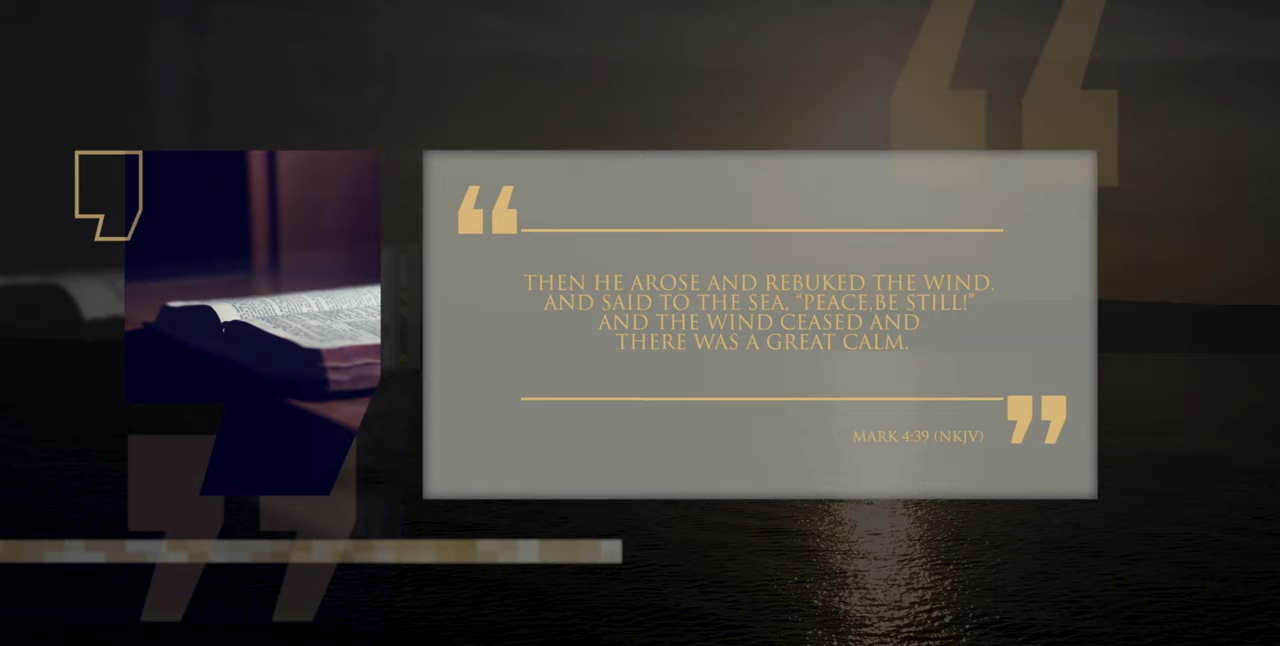 THEN HE AROSE AND REBUKED THE WIND,
AND SAID TO THE SEA, “PEACE,BE STILL!”
AND THE WIND CEASED AND
THERE WAS A GREAT CALM.
MARK 4:39 (NKJV)